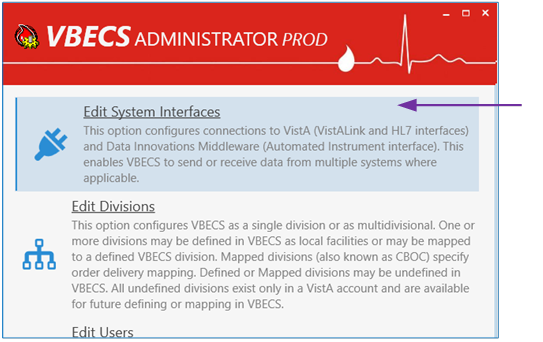 VBECS ADMINISTRATOR PROD
Edit System Interfaces
This option configures connections to VistA (VistALink and HL7 interfaces)
and Data Innovations Middleware (Automated Instrument interface). This
enables VBECS to send or receive data from multiple systems where
applicable.
Edit Divisions
This option configures VBECS as a single division or as multidivisional. One or
more divisions may be defined in VBECS as local facilities or may be mapped
to a defined VBECS division. Mapped divisions (also known as CBOC) specify
order delivery mapping. Defined or Mapped divisions may be undefined in
VBECS. All undefined divisions exist only in a VistA account and are available
for future defining or mapping in VBECS.
Edit Users